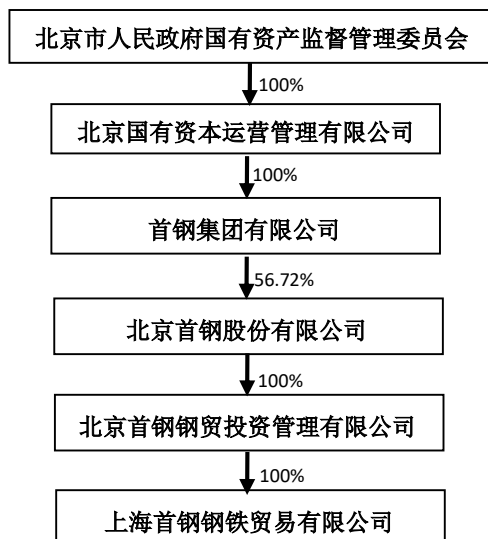 北京市人民政府国有资产监督管理委员会
100%
北京国有资本运营管理有限公司
100%
首钢集团有限公司
56.72%
北京首钢股份有限公司
100%
北京首钢钢贸投资管理有限公司
100%
上海首钢钢铁贸易有限公司